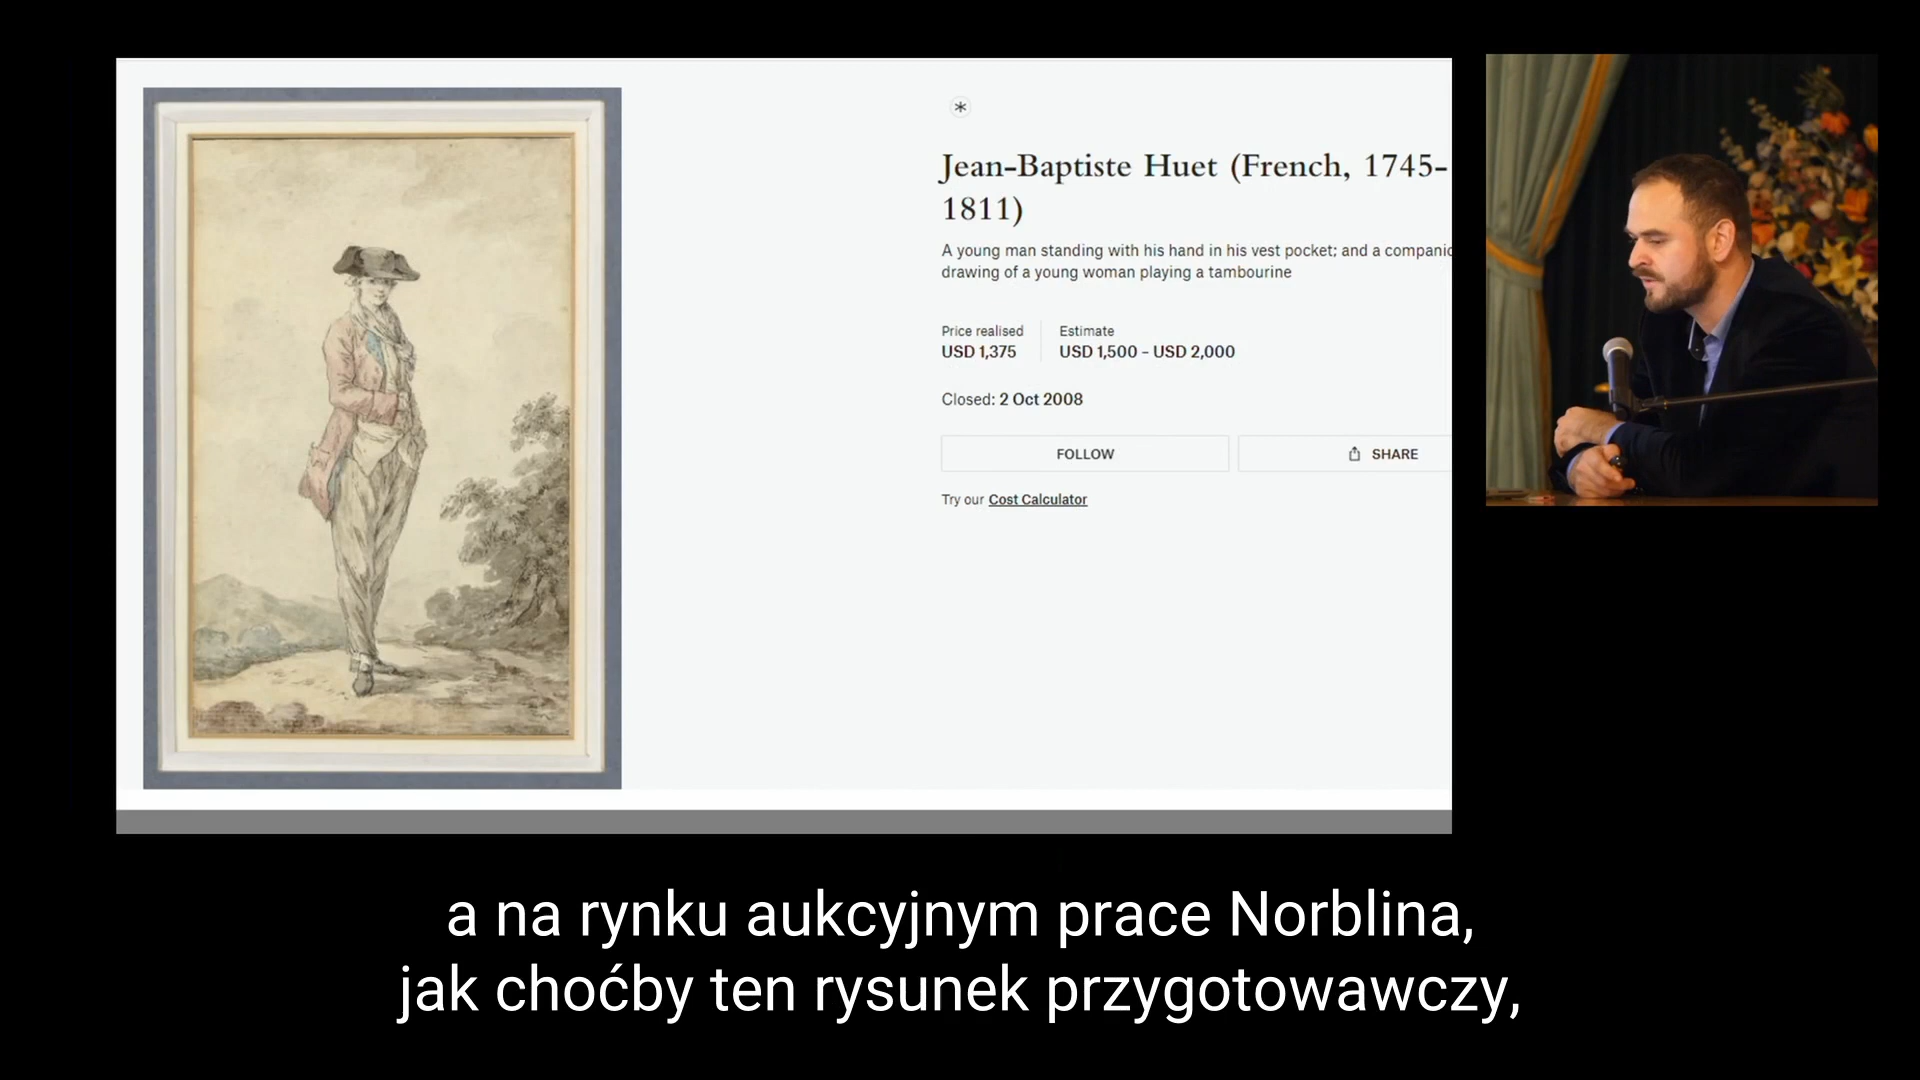 *
Jean-Baptiste Huet (French, 1745-
1811)
A young man standing with his hand in his vest pocket; and a companio
drawing of a young woman playing a tambourine
Price realised
USD 1,375
Estimate
USD 1,500 - USD 2,000
Closed: 2 Oct 2008
FOLLOW
SHARE
Try our Cost Calculator
a na rynku aukcyjnym prace Norblina,
jak choćby ten rysunek przygotowawczy,